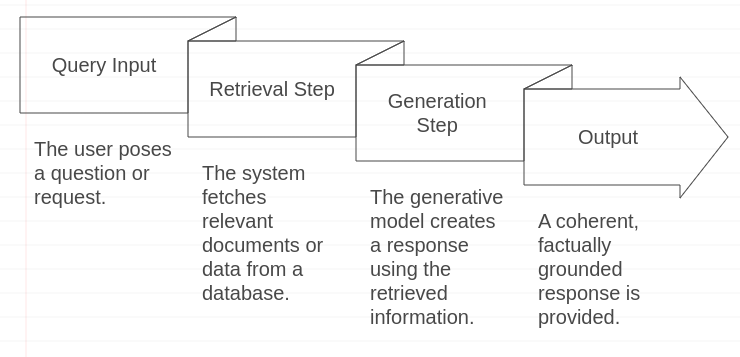 Query Input
The user poses
a question or
request.
Retrieval Step
The system
fetches
relevant
documents or
data from a
database.
Generation
Step
The generative
model creates
a response
using the
retrieved
information.
Output
A coherent,
factually
grounded
response is
provided.